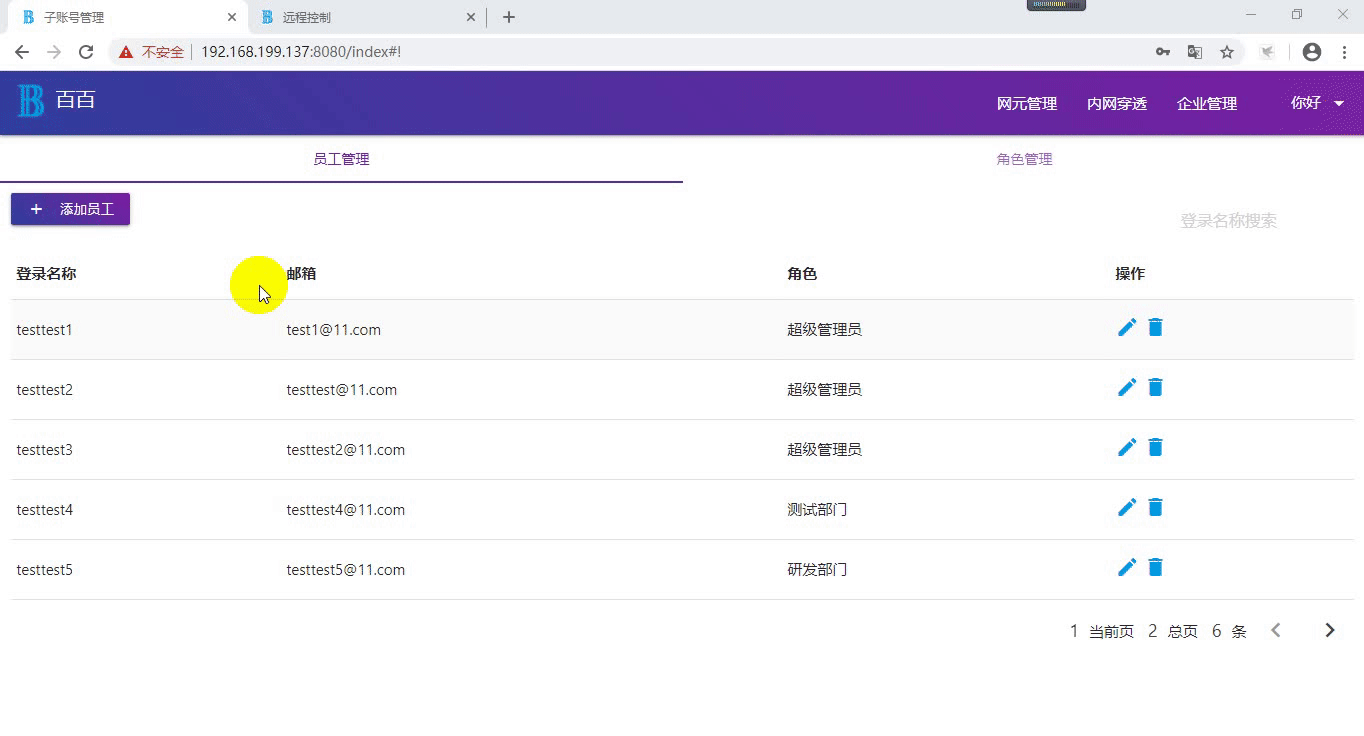 子账号管理 远程控制
不安全 192.168.199.137:8080/index#!
B 百百 网元管理 内网穿透 企业管理 你好
员工管理 角色管理
+ 添加员工 登录名称搜索
登录名称 邮箱 角色 操作
testtest1 test1@11.com 超级管理员
testtest2 testtest@11.com 超级管理员
testtest3 testtest2@11.com 超级管理员
testtest4 testtest4@11.com 测试部门
testtest5 testtest5@11.com 研发部门
1 当前页 2 总页 6 条